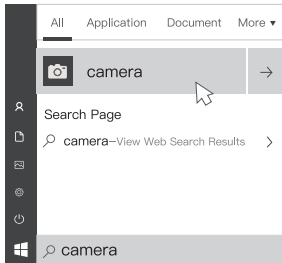 All Application Document More ▾
camera
Search Page
camera–View Web Search Results
camera